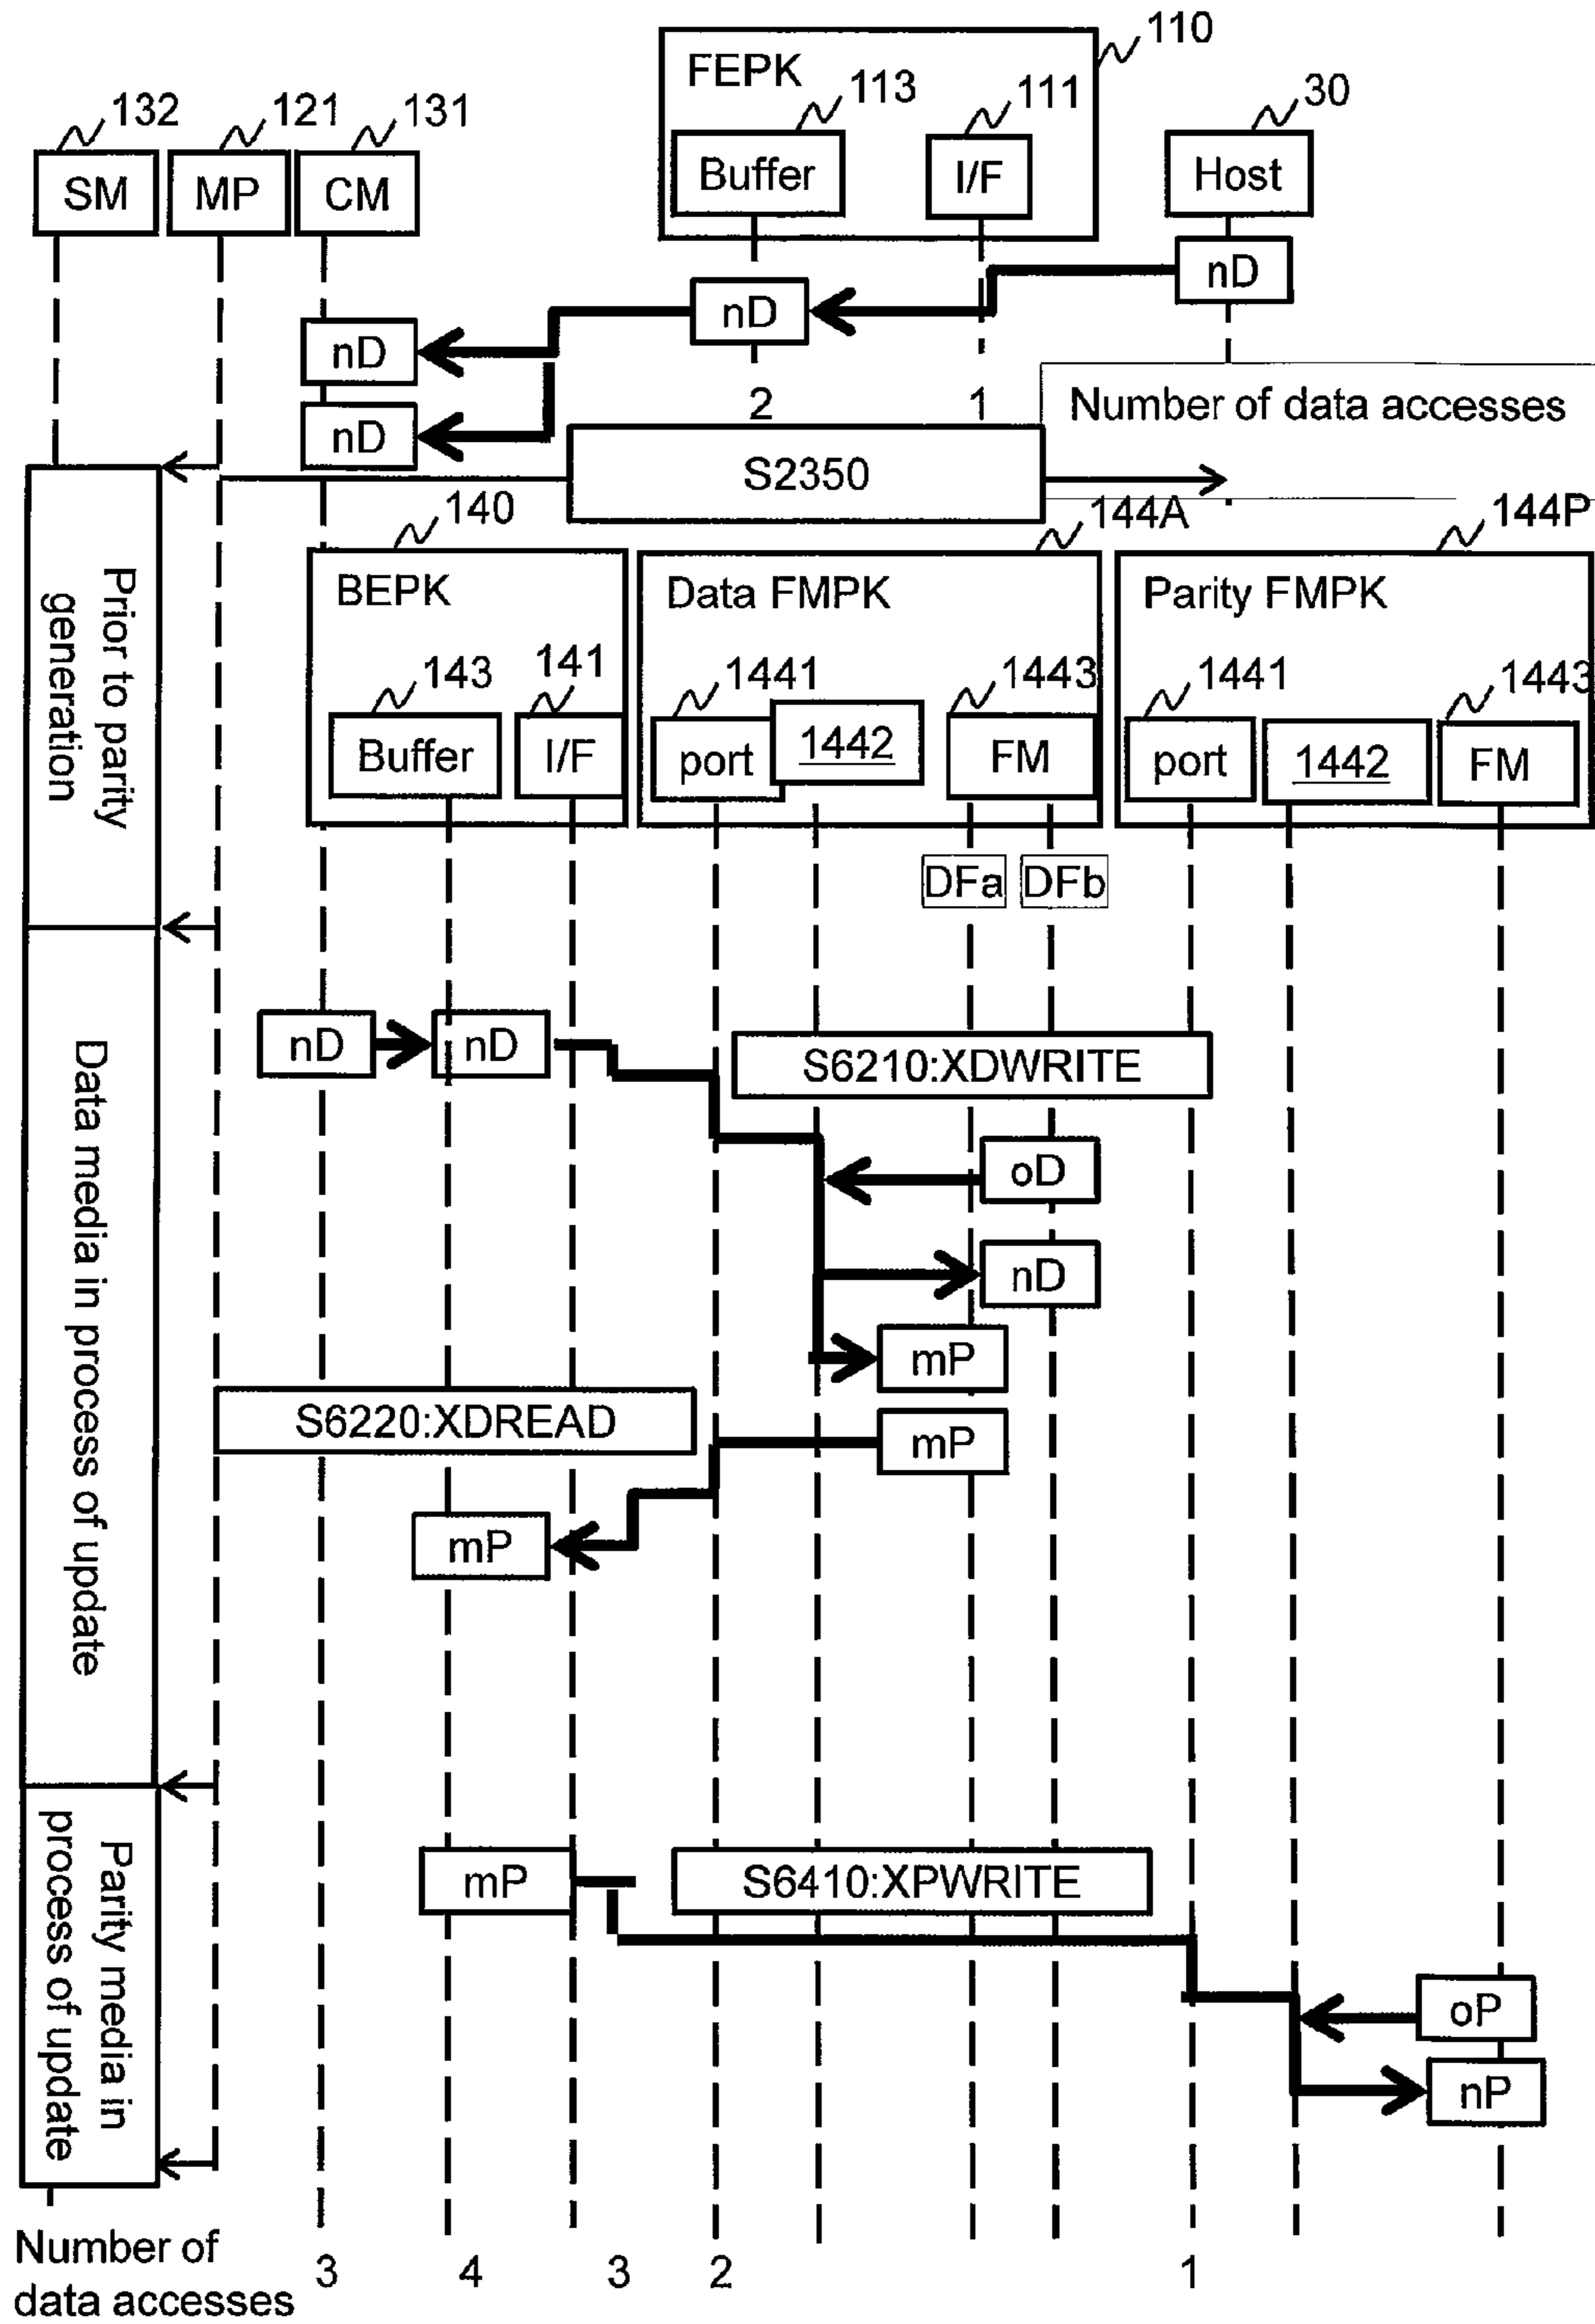 110
FEPK
113
111
30
132
121
131
SM
MP
CM
Buffer
I/F
Host
nD
nD
nD
nD
2
1
Number of data accesses
S2350
140
144A
144P
BEPK
Data FMPK
Parity FMPK
143
141
1441
1443
1441
1443
Buffer
I/F
port
1442
FM
port
1442
FM
Prior to parity
generation
DFa
DFb
nD
nD
S6210:XDWRITE
oD
nD
mP
Data media in process of update
S6220:XDREAD
mP
mP
mP
S6410:XPWRITE
Parity media in
process of update
oP
nP
Number of
data accesses
3
4
3
2
1